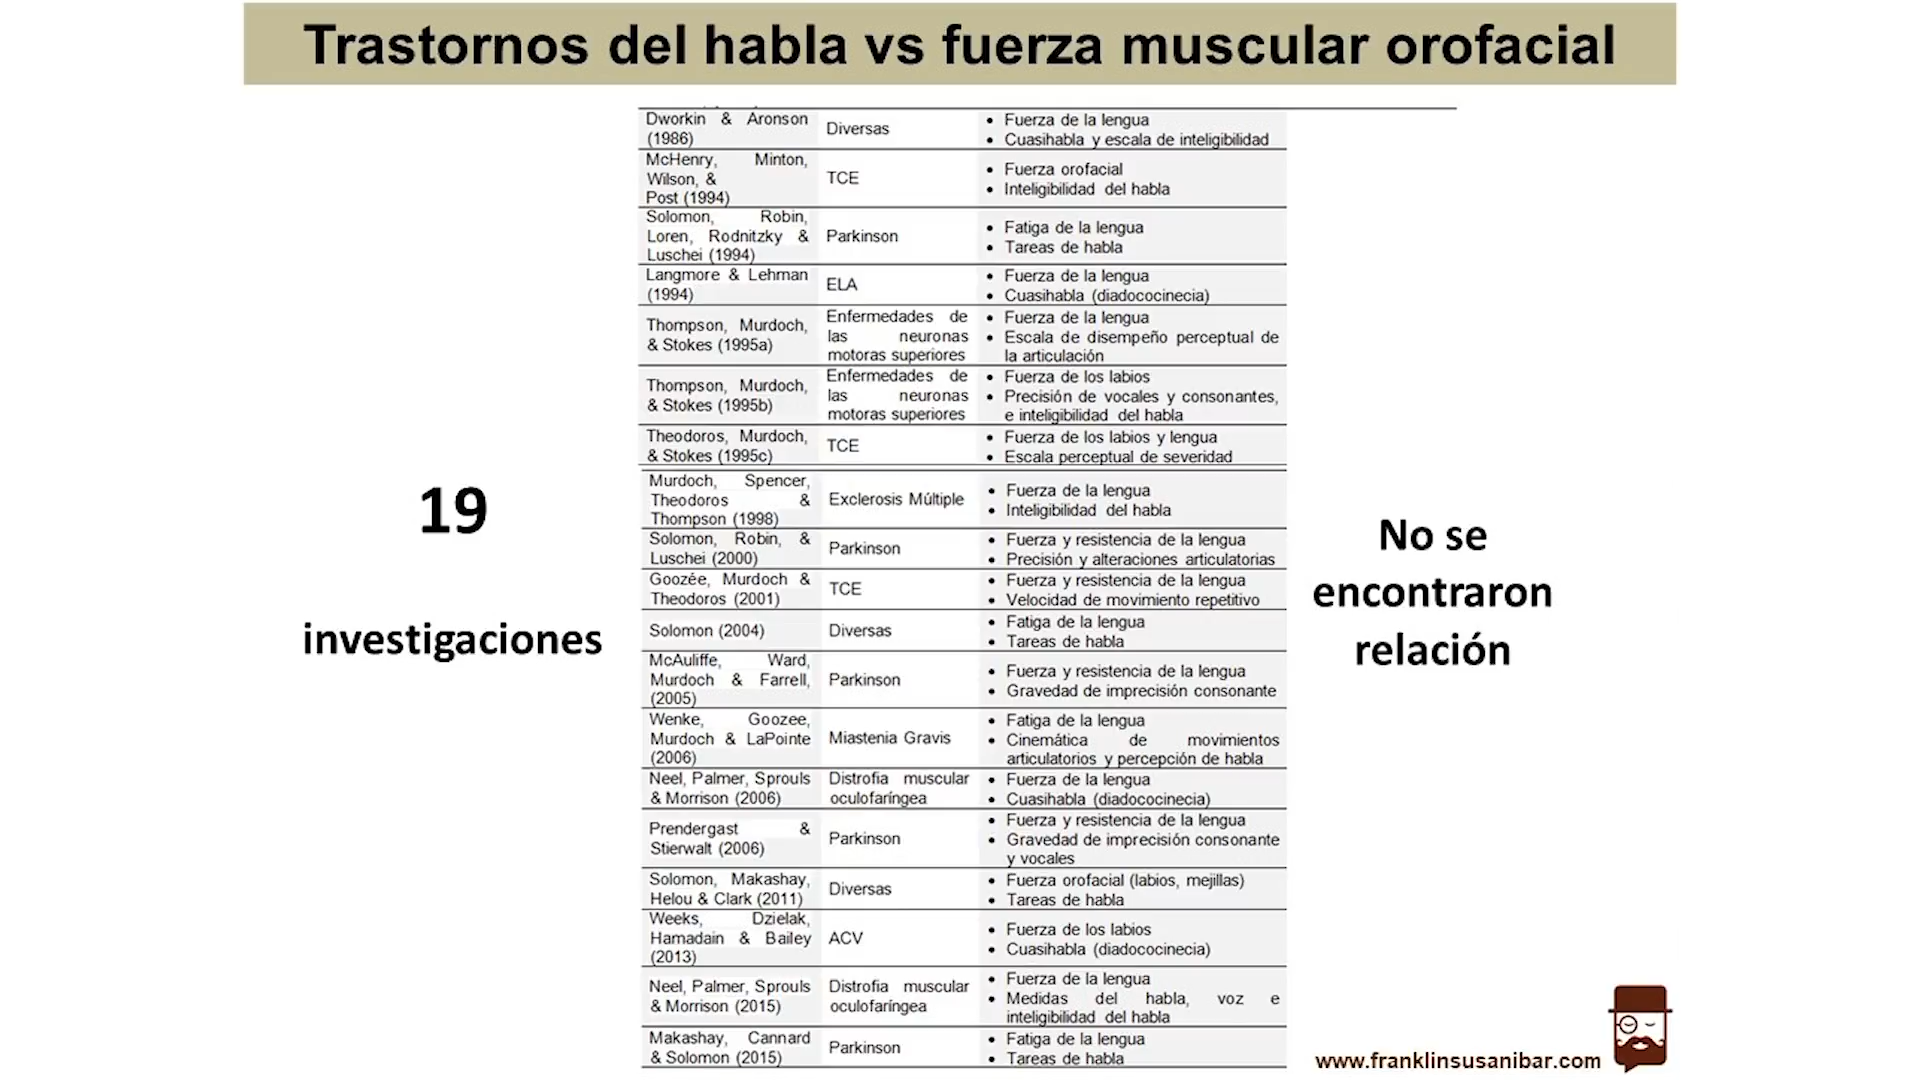 Trastornos del habla vs fuerza muscular orofacial
19
investigaciones
Dworkin & Aronson
(1986)
Diversas
• Fuerza de la lengua
• Cuasihabla y escala de inteligibilidad
McHenry, Minton,
Wilson, &
Post (1994)
TCE
• Fuerza orofacial
• Inteligibilidad del habla
Solomon, Robin,
Loren, Rodnitzky &
Luschei (1994)
Parkinson
• Fatiga de la lengua
• Tareas de habla
Langmore & Lehman
(1994)
ELA
• Fuerza de la lengua
• Cuasihabla (diadococinecia)
Thompson, Murdoch,
& Stokes (1995a)
Enfermedades de
las neuronas
motoras superiores
• Fuerza de la lengua
• Escala de disempeño perceptual de
la articulación
Thompson, Murdoch,
& Stokes (1995b)
Enfermedades de
las neuronas
motoras superiores
• Fuerza de los labios
• Precisión de vocales y consonantes,
e inteligibilidad del habla
Theodoros, Murdoch,
& Stokes (1995c)
TCE
• Fuerza de los labios y lengua
• Escala perceptual de severidad
Murdoch, Spencer,
Theodoros &
Thompson (1998)
Exclerosis Múltiple
• Fuerza de la lengua
• Inteligibilidad del habla
Solomon, Robin, &
Luschei (2000)
Parkinson
• Fuerza y resistencia de la lengua
• Precisión y alteraciones articulatorias
Goozée, Murdoch &
Theodoros (2001)
TCE
• Fuerza y resistencia de la lengua
• Velocidad de movimiento repetitivo
Solomon (2004)
Diversas
• Fatiga de la lengua
• Tareas de habla
McAuliffe, Ward,
Murdoch & Farrell,
(2005)
Parkinson
• Fuerza y resistencia de la lengua
• Gravedad de imprecisión consonante
Wenke, Goozee,
Murdoch & LaPointe
(2006)
Miastenia Gravis
• Fatiga de la lengua
• Cinemática de movimientos
articulatorios y percepción de habla
Neel, Palmer, Sprouls
& Morrison (2006)
Distrofia muscular
oculofaríngea
• Fuerza de la lengua
• Cuasihabla (diadococinecia)
Prendergast &
Stierwalt (2006)
Parkinson
• Fuerza y resistencia de la lengua
• Gravedad de imprecisión consonante
y vocales
Solomon, Makashay,
Helou & Clark (2011)
Diversas
• Fuerza orofacial (labios, mejillas)
• Tareas de habla
Weeks, Dzielak,
Hamadain & Bailey
(2013)
ACV
• Fuerza de los labios
• Cuasihabla (diadococinecia)
Neel, Palmer, Sprouls
& Morrison (2015)
Distrofia muscular
oculofaríngea
• Fuerza de la lengua
• Medidas del habla, voz e
inteligibilidad del habla
Makashay, Cannard
& Solomon (2015)
Parkinson
• Fatiga de la lengua
• Tareas de habla
No se
encontraron
relación
www.franklinsusanibar.com